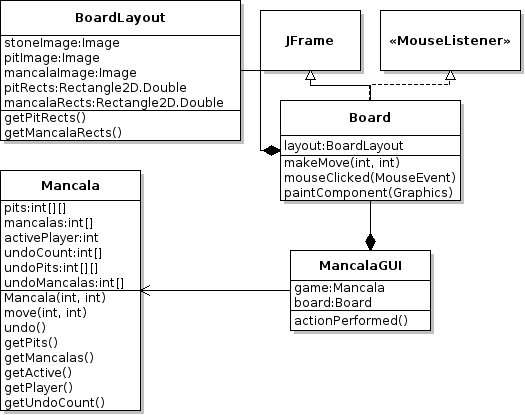 BoardLayout
stoneImage:Image
pitImage:Image
mancalaImage:Image
pitRects:Rectangle2D.Double
mancalaRects:Rectangle2D.Double
getPitRects()
getMancalaRects()
JFrame
«MouseListener»
Board
layout:BoardLayout
makeMove(int, int)
mouseClicked(MouseEvent)
paintComponent(Graphics)
Mancala
pits:int[][]
mancalas:int[]
activePlayer:int
undoCount:int[]
undoPits:int[][]
undoMancalas:int[]
Mancala(int, int)
move(int, int)
undo()
getPits()
getMancalas()
getActive()
getPlayer()
getUndoCount()
MancalaGUI
game:Mancala
board:Board
actionPerformed()